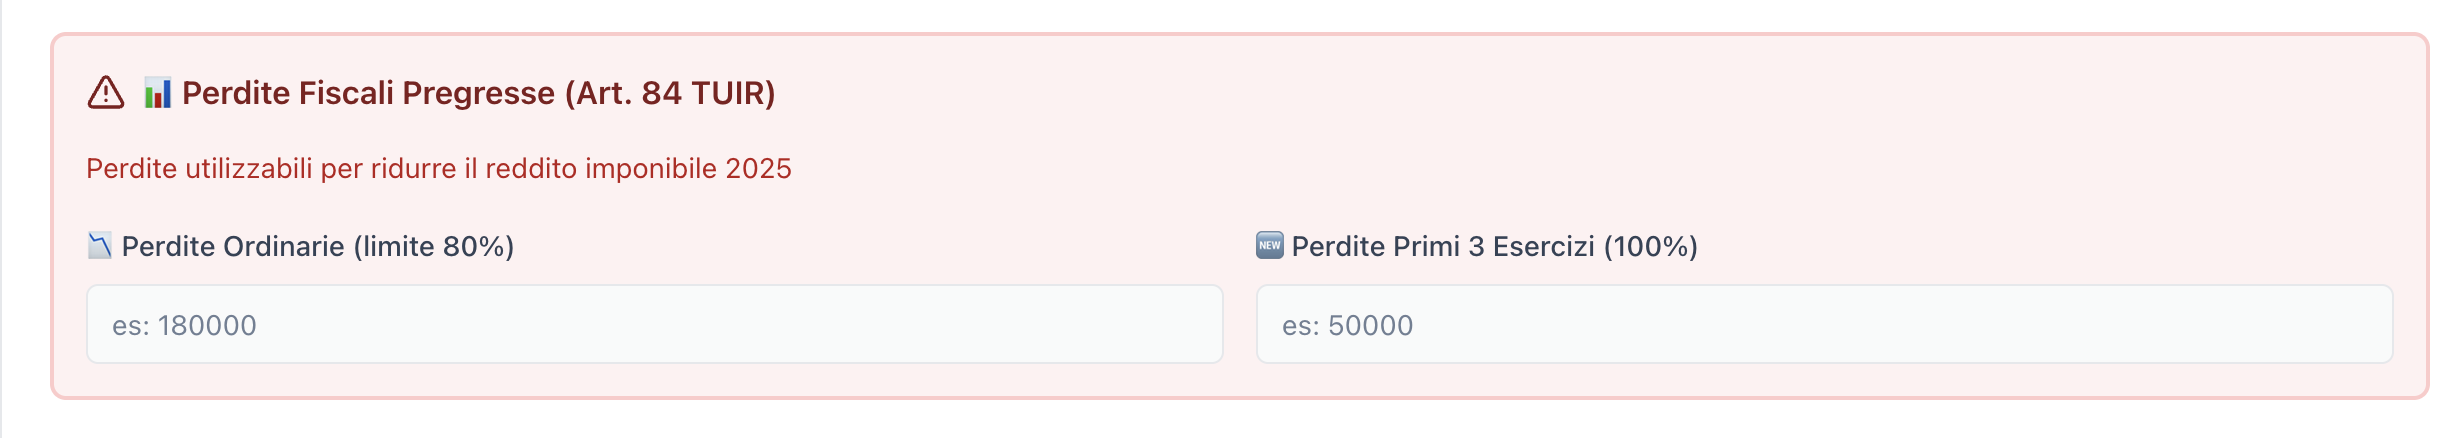 Perdite Fiscali Pregresse (Art. 84 TUIR)
Perdite utilizzabili per ridurre il reddito imponibile 2025
Perdite Ordinarie (limite 80%)
es: 180000
NEW Perdite Primi 3 Esercizi (100%)
es: 50000